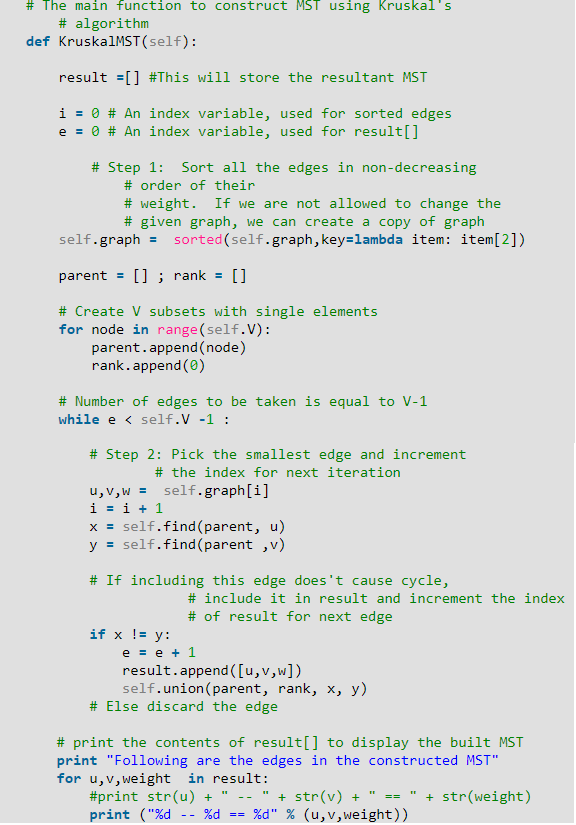 # The main function to construct MST using Kruskal's
# algorithm
def KruskalMST(self):
result =[] #This will store the resultant MST
i = 0 # An index variable, used for sorted edges
e = 0 # An index variable, used for result[]
# Step 1:  Sort all the edges in non-decreasing
# order of their
# weight.  If we are not allowed to change the
# given graph, we can create a copy of graph
self.graph =  sorted(self.graph,key=lambda item: item[2])
parent = [] ; rank = []
# Create V subsets with single elements
for node in range(self.V):
parent.append(node)
rank.append(0)
# Number of edges to be taken is equal to V-1
while e < self.V -1 :
# Step 2: Pick the smallest edge and increment
# the index for next iteration
u,v,w =  self.graph[i]
i = i + 1
x = self.find(parent, u)
y = self.find(parent ,v)
# If including this edge does't cause cycle,
# include it in result and increment the index
# of result for next edge
if x != y:
e = e + 1
result.append([u,v,w])
self.union(parent, rank, x, y)
# Else discard the edge
# print the contents of result[] to display the built MST
print "Following are the edges in the constructed MST"
for u,v,weight  in result:
#print str(u) + " -- " + str(v) + " == " + str(weight)
print ("%d -- %d == %d" % (u,v,weight))